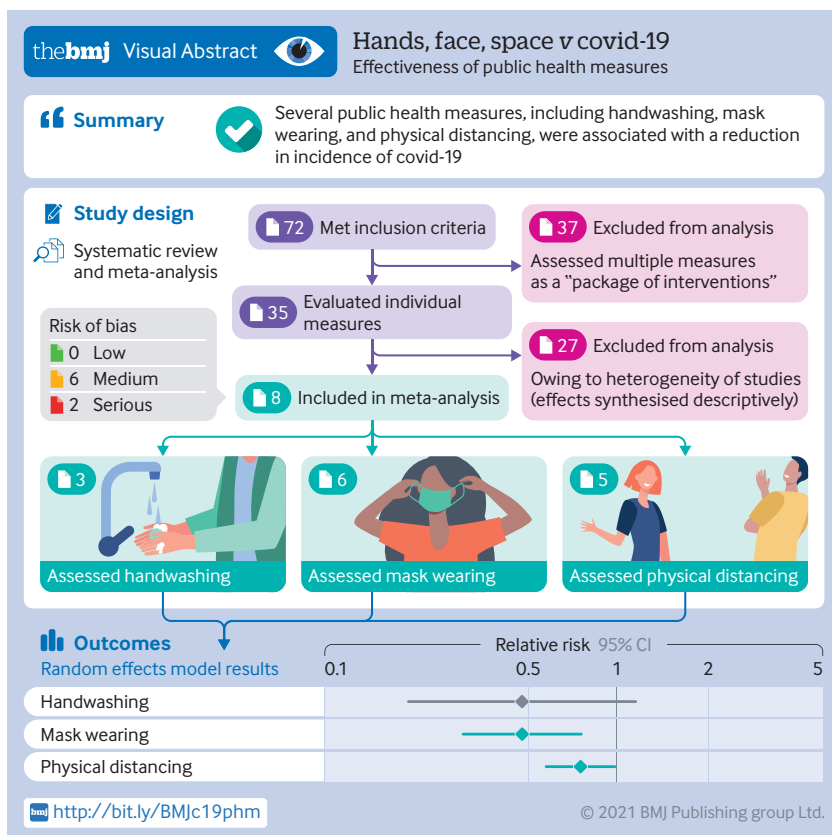 thebmj Visual Abstract
Hands, face, space v covid-19
Effectiveness of public health measures
Summary
Several public health measures, including handwashing, mask
wearing, and physical distancing, were associated with a reduction
in incidence of covid-19
Study design
Systematic review
and meta-analysis
72 Met inclusion criteria
37 Excluded from analysis
Assessed multiple measures
as a “package of interventions”
35 Evaluated individual
measures
27 Excluded from analysis
Owing to heterogeneity of studies
(effects synthesised descriptively)
Risk of bias
0 Low
6 Medium
2 Serious
8 Included in meta-analysis
3
Assessed handwashing
6
Assessed mask wearing
5
Assessed physical distancing
Outcomes
Random effects model results
Relative risk 95% CI
0.1 0.5 1 2 5
Handwashing
Mask wearing
Physical distancing
bmj http://bit.ly/BMJc19phm
© 2021 BMJ Publishing group Ltd.